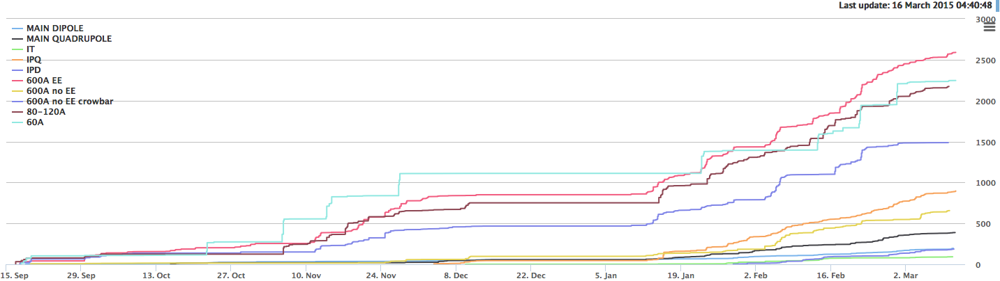 Last update: 16 March 2015 04:40:48
3000
MAIN DIPOLE
MAIN QUADRUPOLE
IT
IPQ
2500
IPD
600A EE
600A no EE
600A no EE crowbar
2000
80-120A
60A
1500
1000
500
0
15. Sep 29. Sep 13. Oct 27. Oct 10. Nov 24. Nov 8. Dec 22. Dec 5. Jan 19. Jan 2. Feb 16. Feb 2. Mar